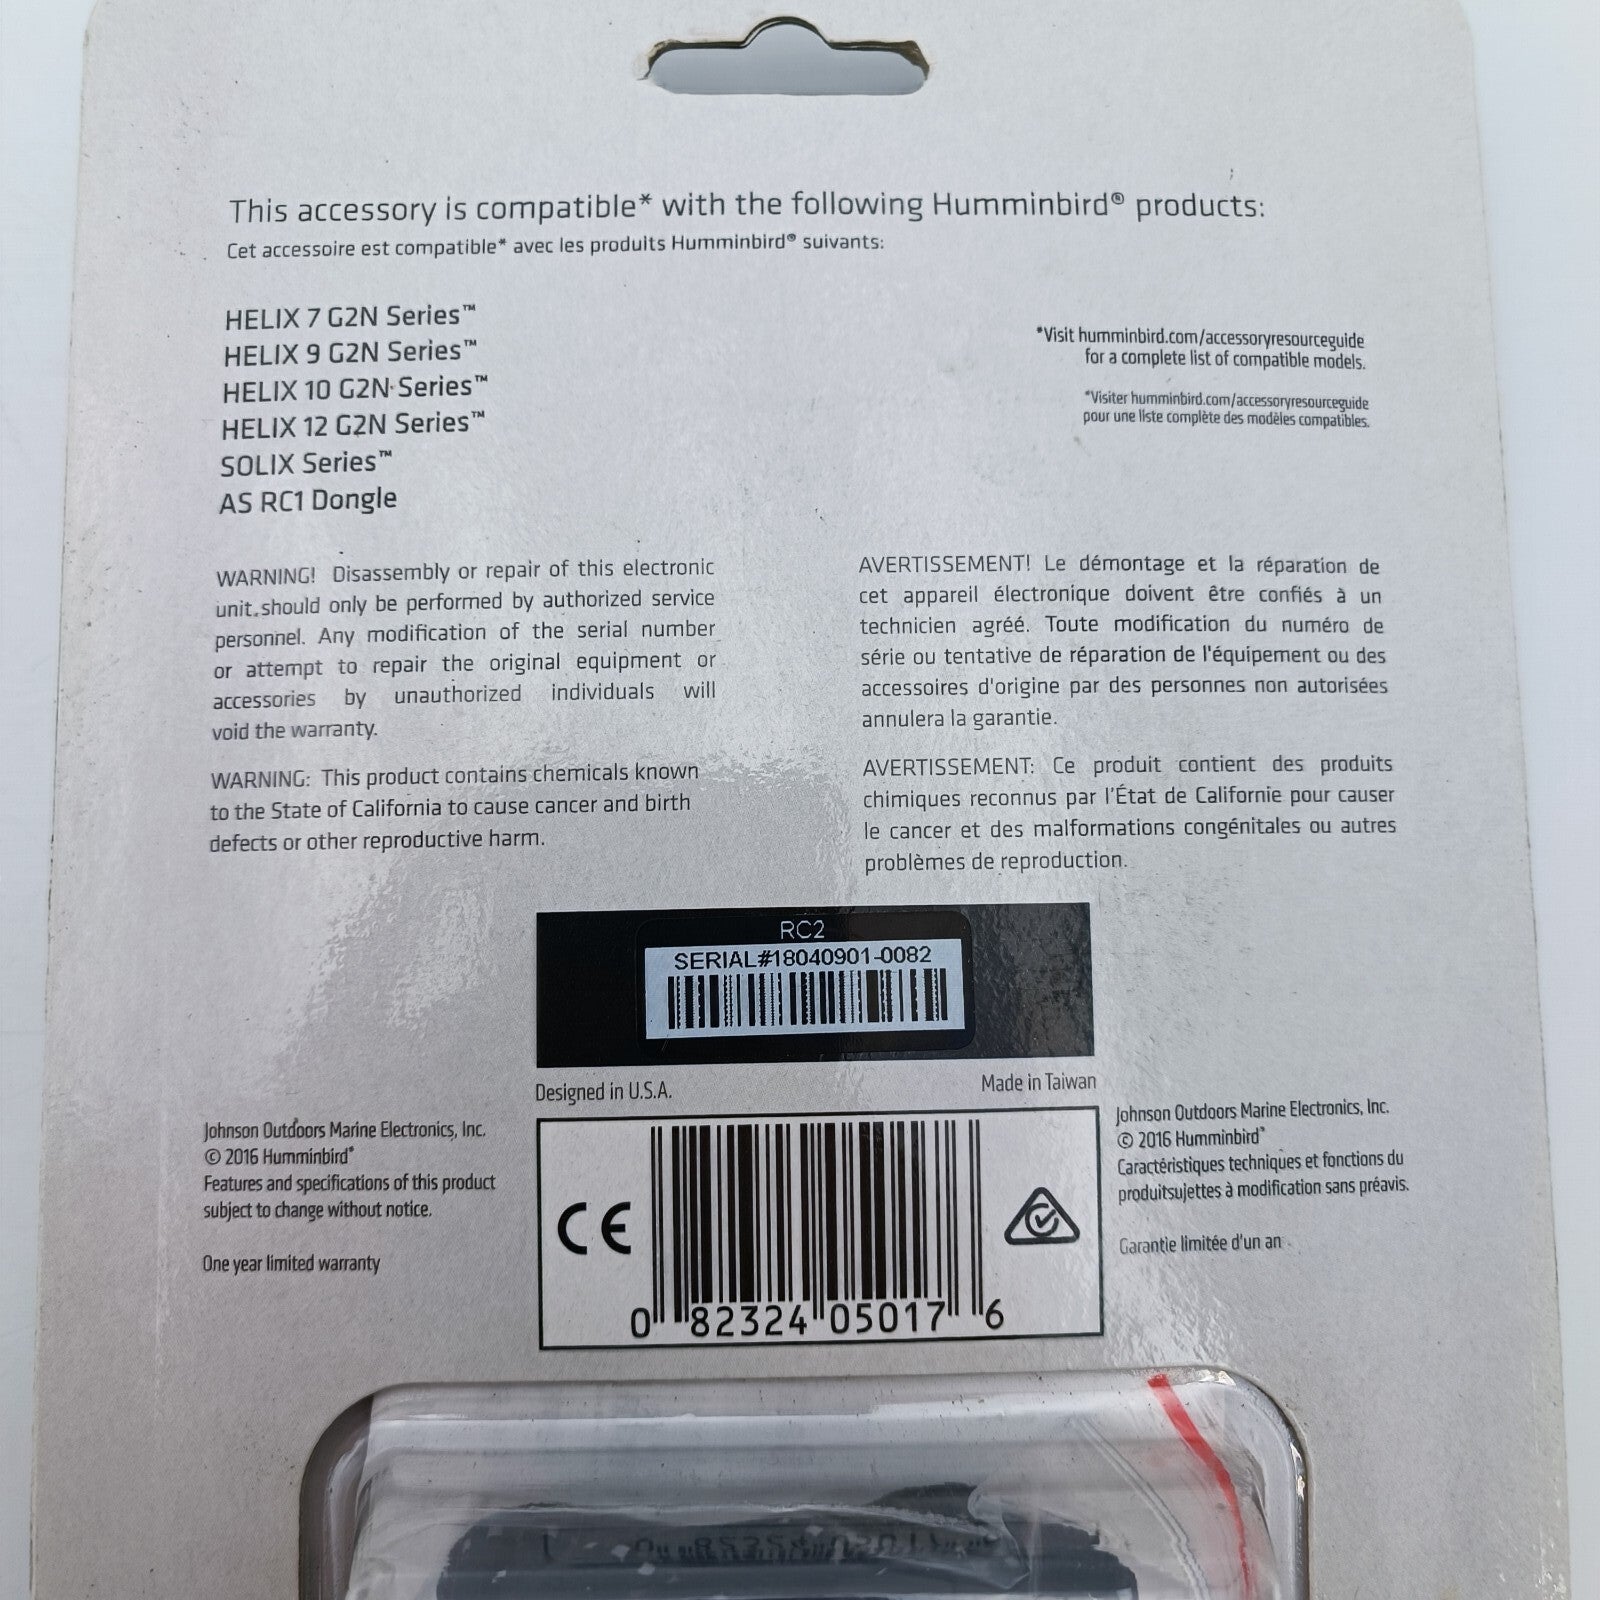 This accessory is compatible* with the following Humminbird® products:
Cet accessoire est compatible* avec les produits Humminbird® suivants:
HELIX 7 G2N Series™
HELIX 9 G2N Series™
HELIX 10 G2N Series™
HELIX 12 G2N Series™
SOLIX Series™
AS RC1 Dongle
*Visit humminbird.com/accessoryresourceguide
for a complete list of compatible models.
*Visiter humminbird.com/accessoryresourceguide
pour une liste complète des modèles compatibles.
WARNING! Disassembly or repair of this electronic
unit should only be performed by authorized service
personnel. Any modification of the serial number
or attempt to repair the original equipment or
accessories by unauthorized individuals will
void the warranty.
WARNING: This product contains chemicals known
to the State of California to cause cancer and birth
defects or other reproductive harm.
AVERTISSEMENT! Le démontage et la réparation de
cet appareil électronique doivent être confiés à un
technicien agréé. Toute modification du numéro de
série ou tentative de réparation de l'équipement ou des
accessoires d'origine par des personnes non autorisées
annulera la garantie.
AVERTISSEMENT: Ce produit contient des produits
chimiques reconnus par l'État de Californie pour causer
le cancer et des malformations congénitales ou autres
problèmes de reproduction.
RC2
SERIAL#18040901-0082
Designed in U.S.A.
Made in Taiwan
Johnson Outdoors Marine Electronics, Inc.
© 2016 Humminbird®
Features and specifications of this product
subject to change without notice.
One year limited warranty
CE
0 82324 05017 6
Johnson Outdoors Marine Electronics, Inc.
© 2016 Humminbird®
Caractéristiques techniques et fonctions du
produitsujettes à modification sans préavis.
Garantie limitée d'un an